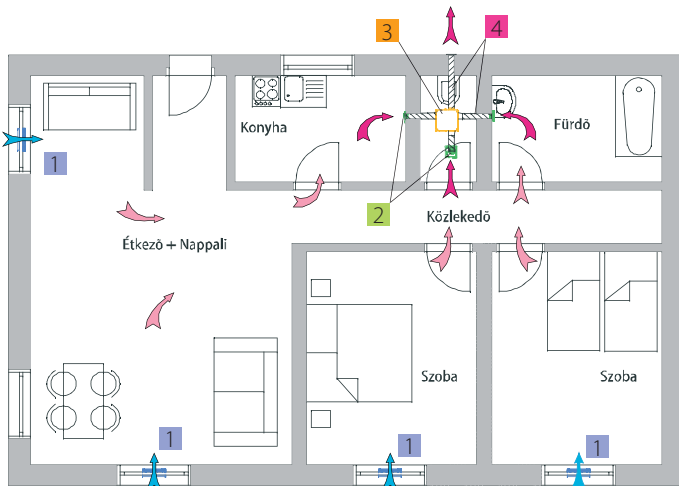 3
4
Konyha
Fürdő
1
2
Közlekedő
Étkező + Nappali
Szoba
Szoba
1
1
1